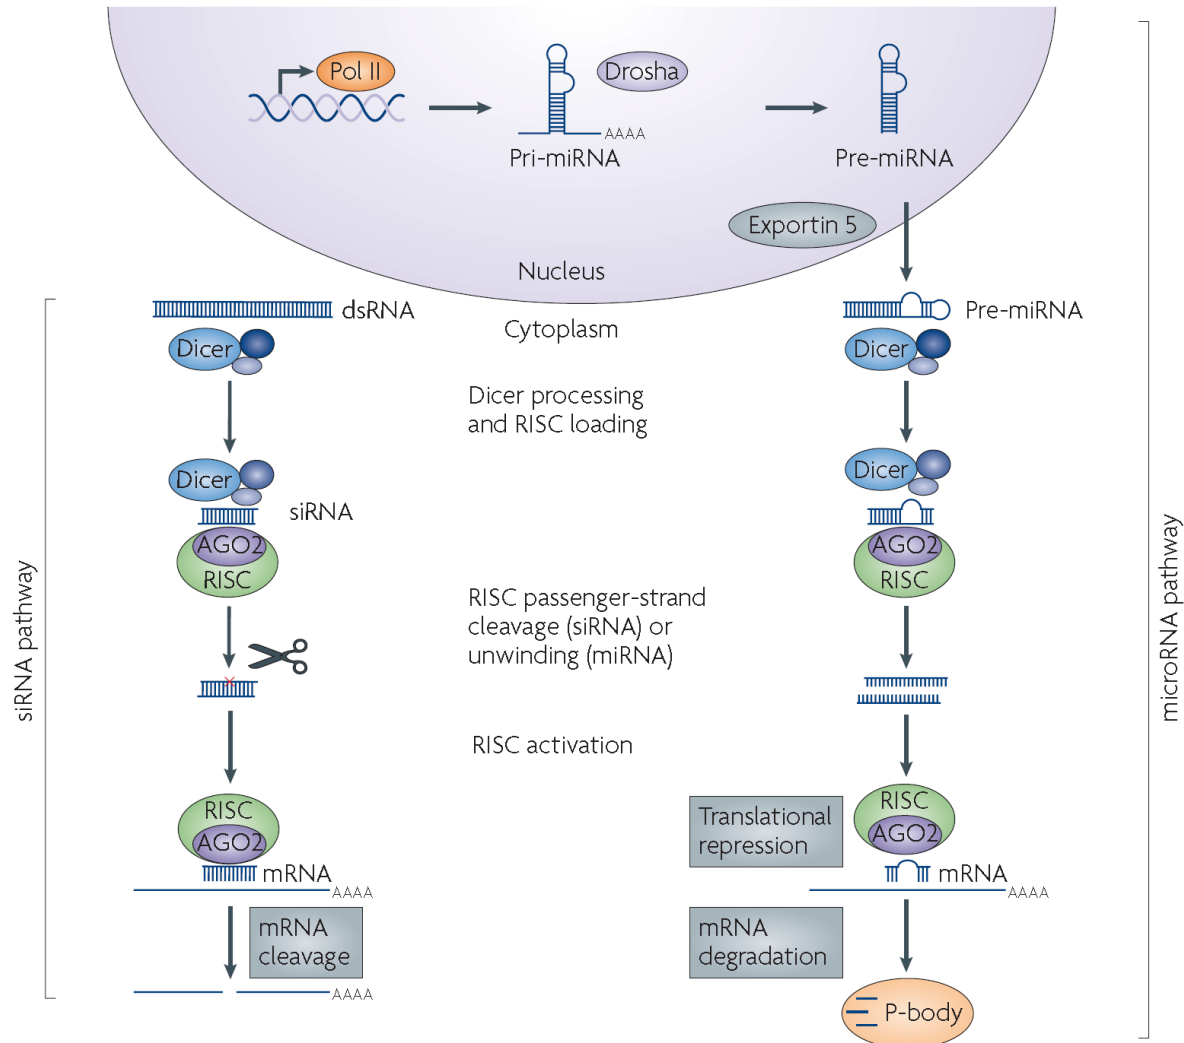 Pol II
Drosha
AAAA
Pri-miRNA
Pre-miRNA
Exportin 5
Nucleus
dsRNA
Cytoplasm
Pre-miRNA
Dicer
Dicer
Dicer processing
and RISC loading
Dicer
Dicer
siRNA
AGO2
RISC
AGO2
RISC
siRNA pathway
microRNA pathway
RISC passenger-strand
cleavage (siRNA) or
unwinding (miRNA)
RISC activation
RISC
AGO2
mRNA
AAAA
Translational
repression
RISC
AGO2
mRNA
AAAA
mRNA
cleavage
AAAA
mRNA
degradation
P-body